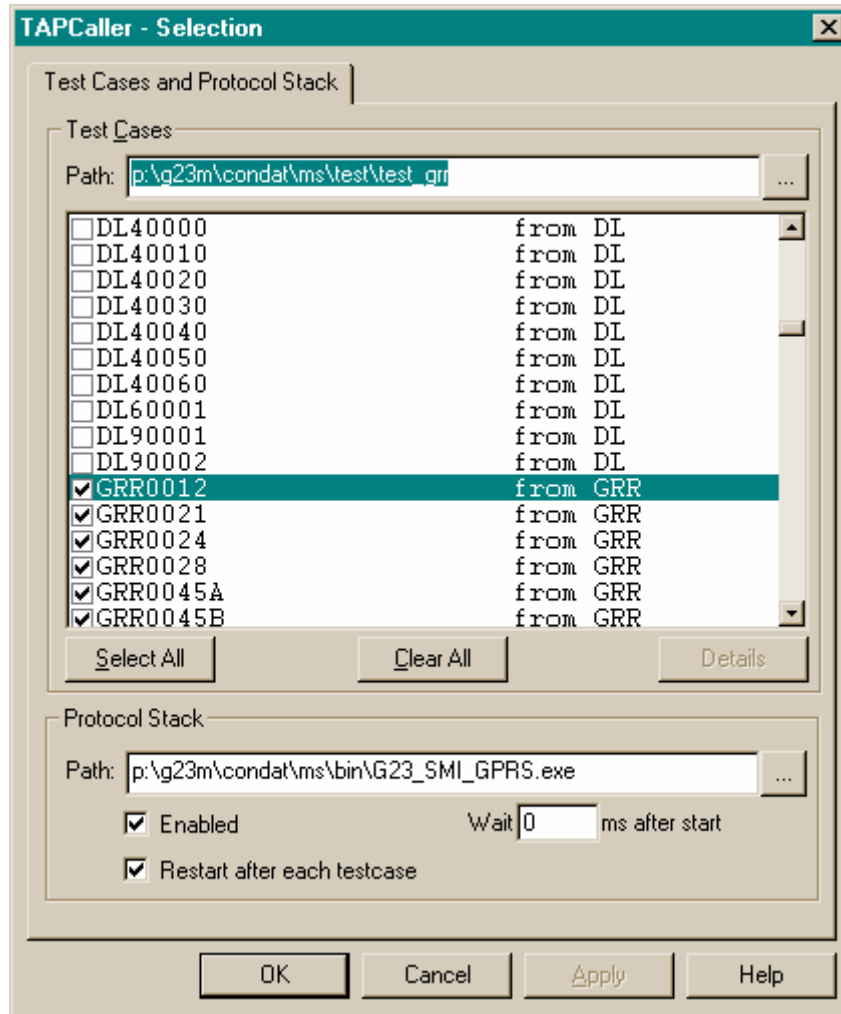 TAPCaller - Selection
Test Cases and Protocol Stack
Test Cases
Path: p:\g23m\condat\ms\test\test_grr ...
DL40000 from DL
DL40010 from DL
DL40020 from DL
DL40030 from DL
DL40040 from DL
DL40050 from DL
DL40060 from DL
DL60001 from DL
DL90001 from DL
DL90002 from DL
GRR0012 from GRR
GRR0021 from GRR
GRR0024 from GRR
GRR0028 from GRR
GRR0045A from GRR
GRR0045B from GRR
Select All Clear All Details
Protocol Stack
Path: p:\g23m\condat\ms\bin\G23_SMI_GPRS.exe ...
Enabled Wait 0 ms after start
Restart after each testcase
OK Cancel Apply Help